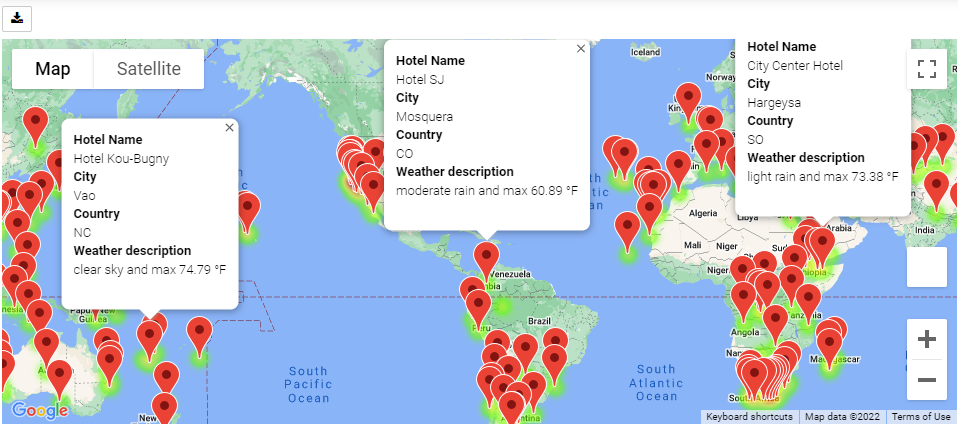 Map
Satellite
Hotel Name
Hotel Kou-Bugny
City
Vao
Country
NC
Weather description
clear sky and max 74.79 °F
Hotel Name
Hotel SJ
City
Mosquera
Country
CO
Weather description
moderate rain and max 60.89 °F
Hotel Name
City Center Hotel
City
Hargeysa
Country
SO
Weather description
light rain and max 73.38 °F
Iceland
Norway
Algeria
Libya
Mali
Niger
India
Ethiopia
Angola
Venezuela
Brazil
Peru
South
Pacific
Ocean
South
Atlantic
Ocean
Google
Keyboard shortcuts
Map data ©2022
Terms of Use